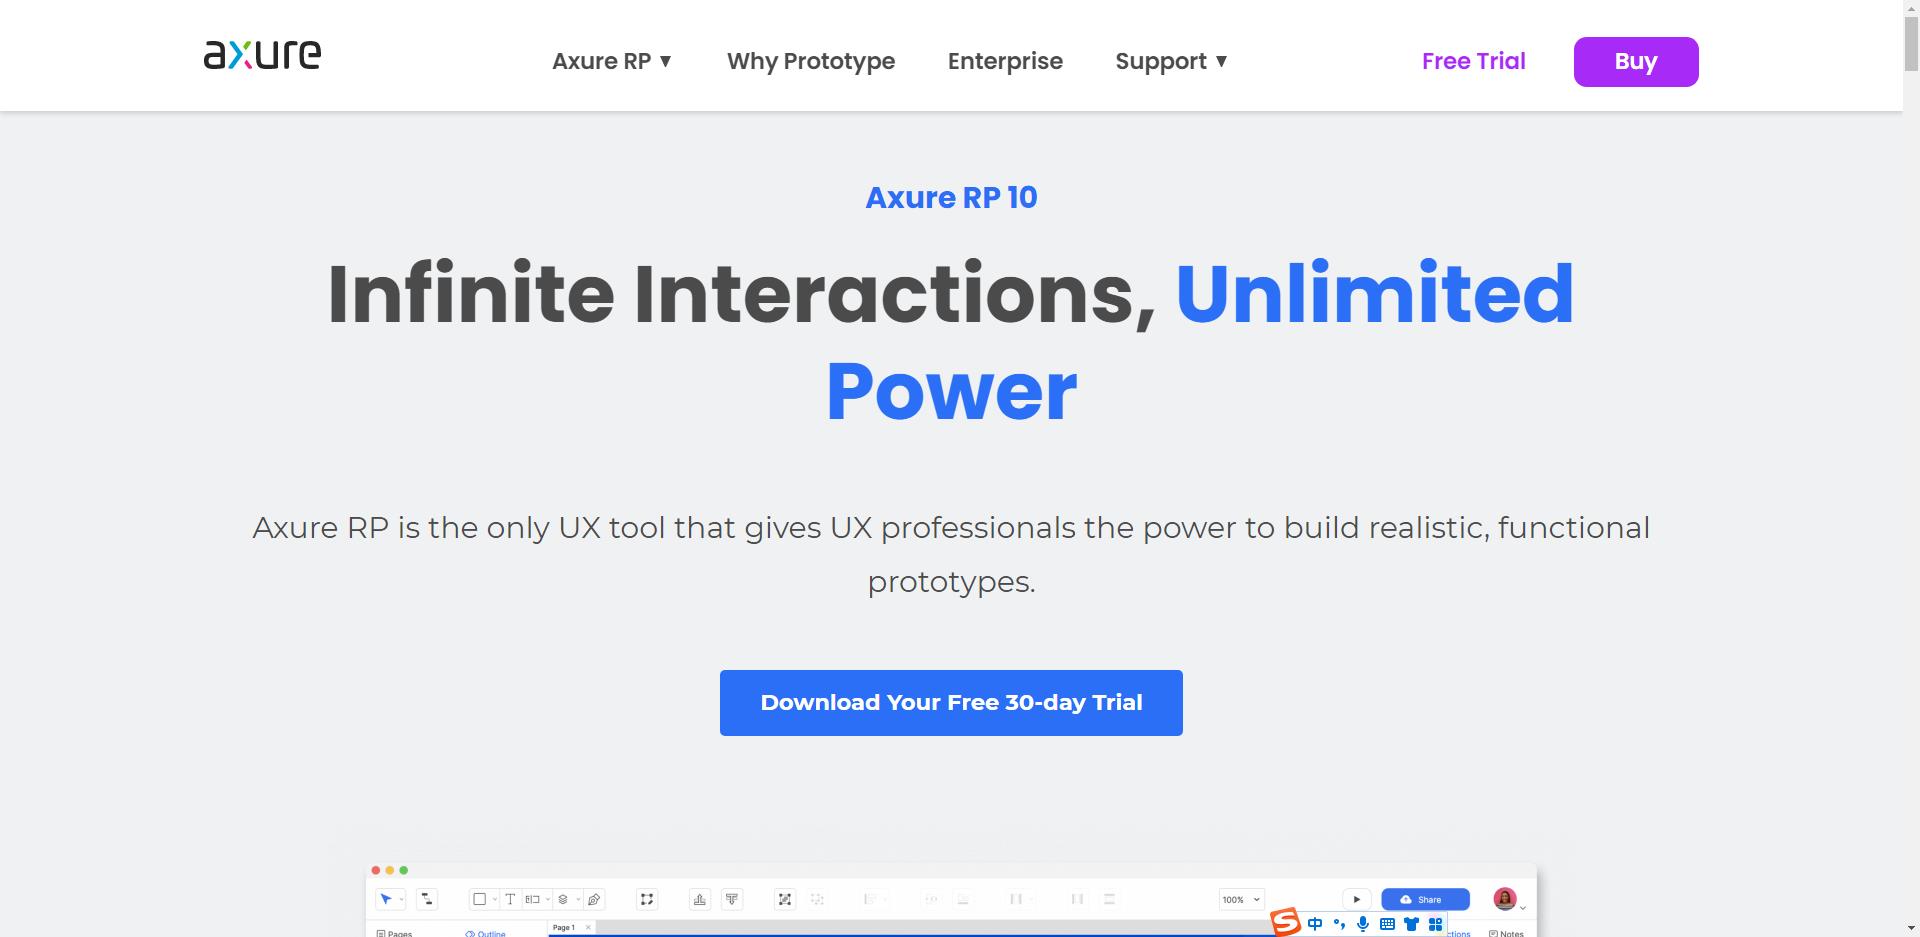 axure
Axure RP ▼
Why Prototype
Enterprise
Support ▼
Free Trial
Buy
Axure RP 10
Infinite Interactions, Unlimited
Power
Axure RP is the only UX tool that gives UX professionals the power to build realistic, functional
prototypes.
Download Your Free 30-day Trial
100%
Share
Page 1
中
Pages
Outline
Notes